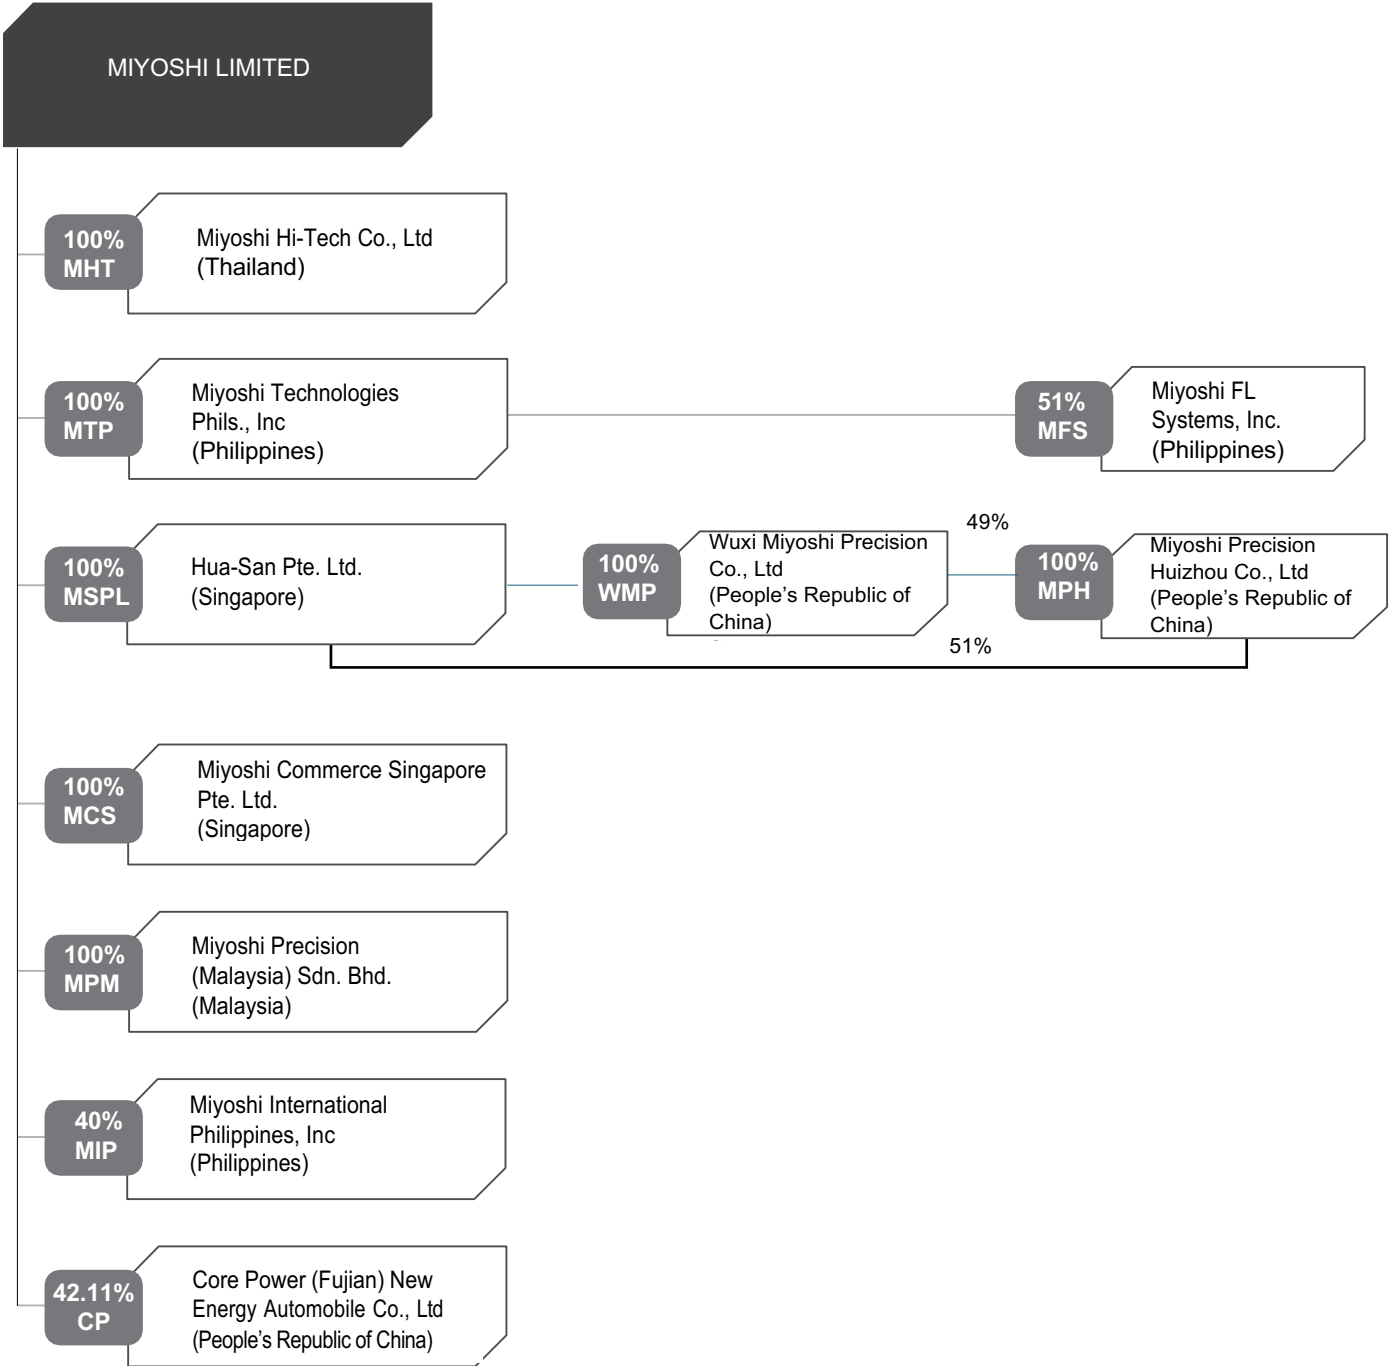 MIYOSHI LIMITED
100%
MHT
Miyoshi Hi-Tech Co., Ltd
(Thailand)
100%
MTP
Miyoshi Technologies
Phils., Inc
(Philippines)
51%
MFS
Miyoshi FL
Systems, Inc.
(Philippines)
100%
MSPL
Hua-San Pte. Ltd.
(Singapore)
100%
WMP
Wuxi Miyoshi Precision
Co., Ltd
(People’s Republic of
China)
49%
100%
MPH
Miyoshi Precision
Huizhou Co., Ltd
(People’s Republic of
China)
51%
100%
MCS
Miyoshi Commerce Singapore
Pte. Ltd.
(Singapore)
100%
MPM
Miyoshi Precision
(Malaysia) Sdn. Bhd.
(Malaysia)
40%
MIP
Miyoshi International
Philippines, Inc
(Philippines)
42.11%
CP
Core Power (Fujian) New
Energy Automobile Co., Ltd
(People’s Republic of China)